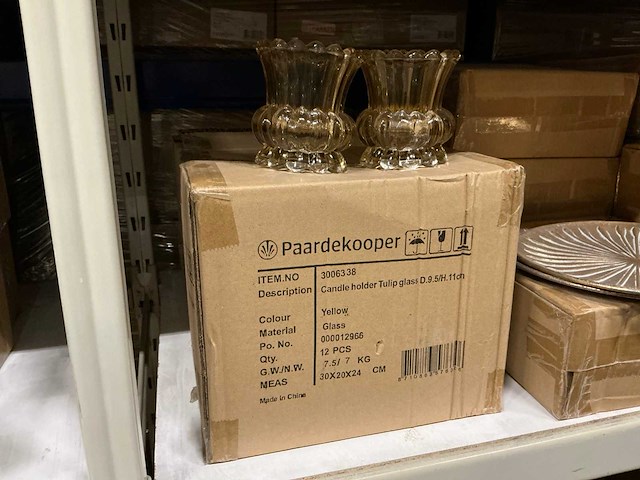 Paardekooper
ITEM.NO 3006338
Description Candle holder Tulip glass D.9.5/H.11cm
Colour Yellow
Material Glass
Po. No. 000012966
Qty. 12 PCS
G.W./N.W. 7.5/ 7 KG
MEAS 30X20X24 CM
Made in China